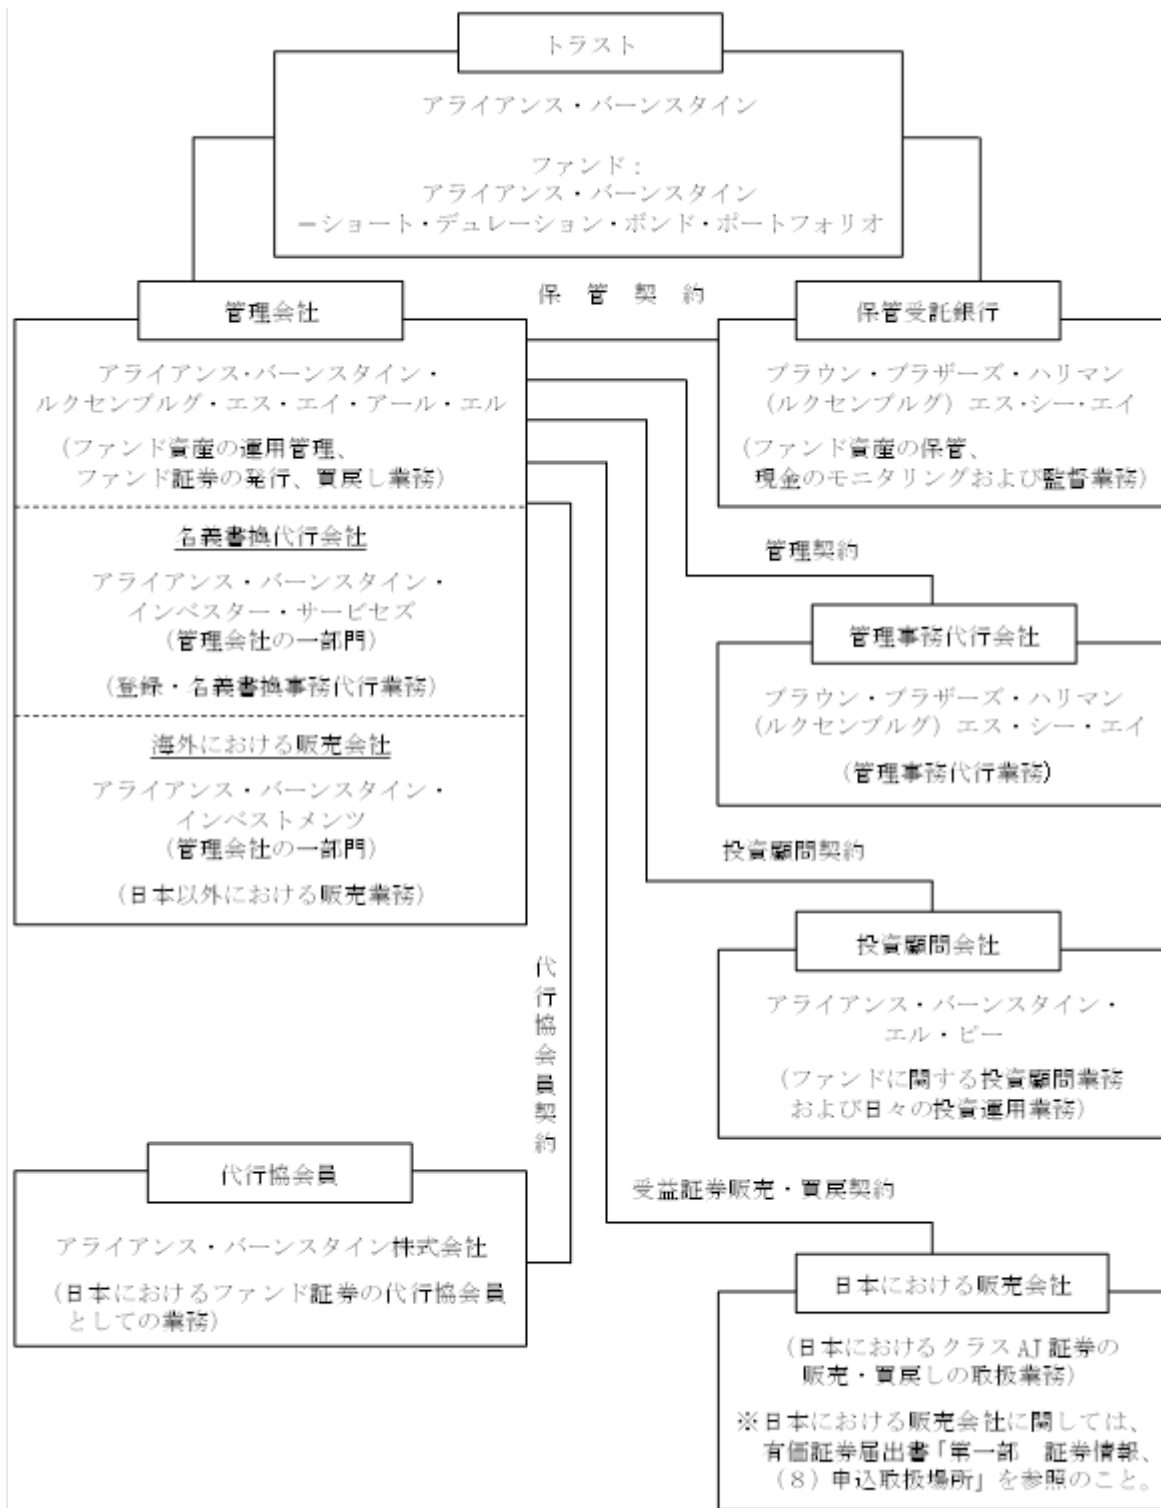 トラスト
アライアンス・バーンスタイン
ファンド：
アライアンス・バーンスタイン
－ショート・デュレーション・ボンド・ポートフォリオ
保管契約
管理会社
アライアンス・バーンスタイン・
ルクセンブルグ・エス・エイ・アール・エル
（ファンド資産の運用管理、
ファンド証券の発行、買戻し業務）
名義書換代行会社
アライアンス・バーンスタイン・
インベスター・サービセズ
（管理会社の一部門）
（登録・名義書換事務代行業務）
海外における販売会社
アライアンス・バーンスタイン・
インベストメンツ
（管理会社の一部門）
（日本以外における販売業務）
保管受託銀行
ブラウン・ブラザーズ・ハリマン
（ルクセンブルグ）エス・シー・エイ
（ファンド資産の保管、
現金のモニタリングおよび監督業務）
管理契約
管理事務代行会社
ブラウン・ブラザーズ・ハリマン
（ルクセンブルグ）エス・シー・エイ
（管理事務代行業務）
投資顧問契約
投資顧問会社
アライアンス・バーンスタイン・
エル・ピー
（ファンドに関する投資顧問業務
および日々の投資運用業務）
代行協会員契約
代行協会員
アライアンス・バーンスタイン株式会社
（日本におけるファンド証券の代行協会員
としての業務）
受益証券販売・買戻契約
日本における販売会社
（日本におけるクラスAJ証券の
販売・買戻しの取扱業務）
※日本における販売会社に関しては、
有価証券届出書「第一部　証券情報、
（８）申込取扱場所」を参照のこと。